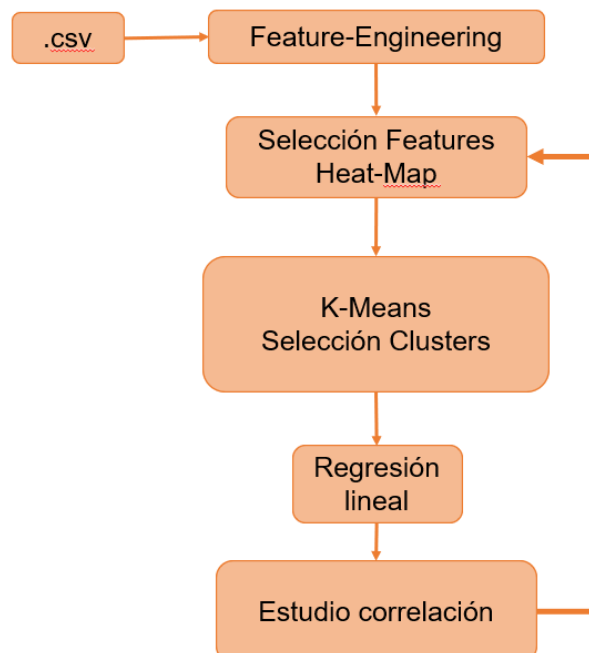 .csv
Feature-Engineering
Selección Features
Heat-Map
K-Means
Selección Clusters
Regresión
lineal
Estudio correlación